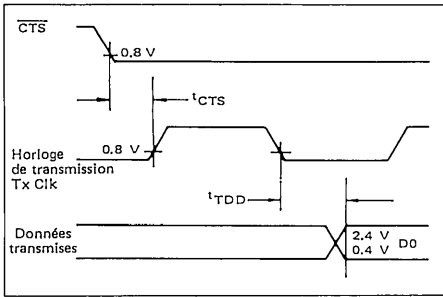 CTS
0.8 V
tCTS
0.8 V
Horloge
de transmission
Tx Clk
tTDD
Données
transmises
2.4 V
0.4 V
D0